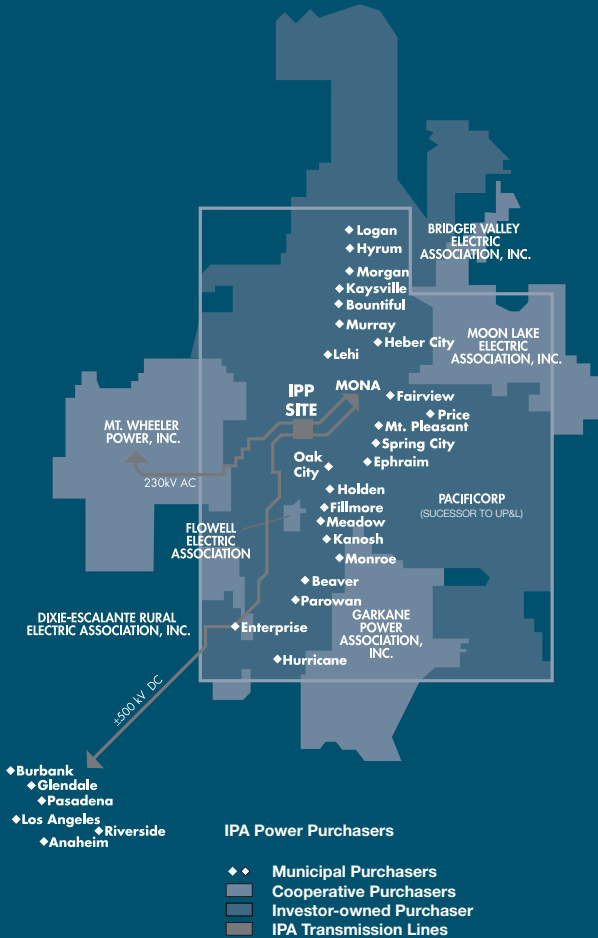 Logan
Hyrum
BRIDGER VALLEY
ELECTRIC
ASSOCIATION, INC.
Morgan
Kaysville
Bountiful
Murray
Heber City
MOON LAKE
ELECTRIC
ASSOCIATION, INC.
Lehi
IPP
SITE
MONA
Fairview
Price
Mt. Pleasant
Spring City
Ephraim
MT. WHEELER
POWER, INC.
230kV AC
Oak
City
Holden
Fillmore
Meadow
Kanosh
Monroe
PACIFICORP
(SUCESSOR TO UP&L)
FLOWELL
ELECTRIC
ASSOCIATION
Beaver
Parowan
DIXIE-ESCALANTE RURAL
ELECTRIC ASSOCIATION, INC.
Enterprise
GARKANE
POWER
ASSOCIATION,
INC.
Hurricane
±500 kV DC
Burbank
Glendale
Pasadena
Los Angeles
Riverside
Anaheim
IPA Power Purchasers
Municipal Purchasers
Cooperative Purchasers
Investor-owned Purchaser
IPA Transmission Lines